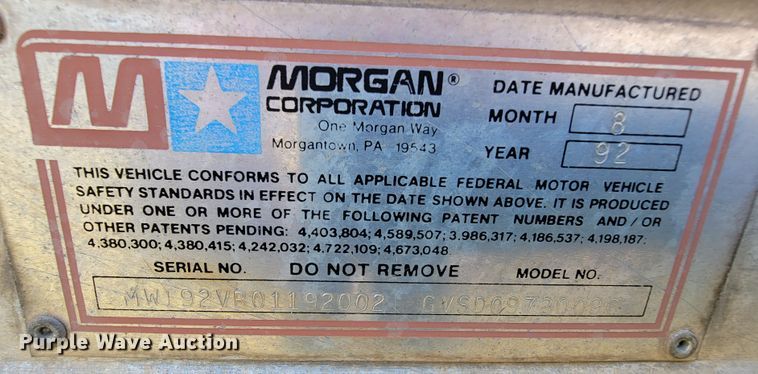 M
MORGAN®
CORPORATION
One Morgan Way
Morgantown, PA 19543
DATE MANUFACTURED
MONTH 8
YEAR 92
THIS VEHICLE CONFORMS TO ALL APPLICABLE FEDERAL MOTOR VEHICLE
SAFETY STANDARDS IN EFFECT ON THE DATE SHOWN ABOVE. IT IS PRODUCED
UNDER ONE OR MORE OF THE FOLLOWING PATENT NUMBERS AND / OR
OTHER PATENTS PENDING: 4,403,804; 4,589,507; 3,986,317; 4,186,537; 4,198,187;
4,380,300; 4,380,415; 4,242,032; 4,722,109; 4,673,048.
SERIAL NO. DO NOT REMOVE MODEL NO.
Purple Wave Auction